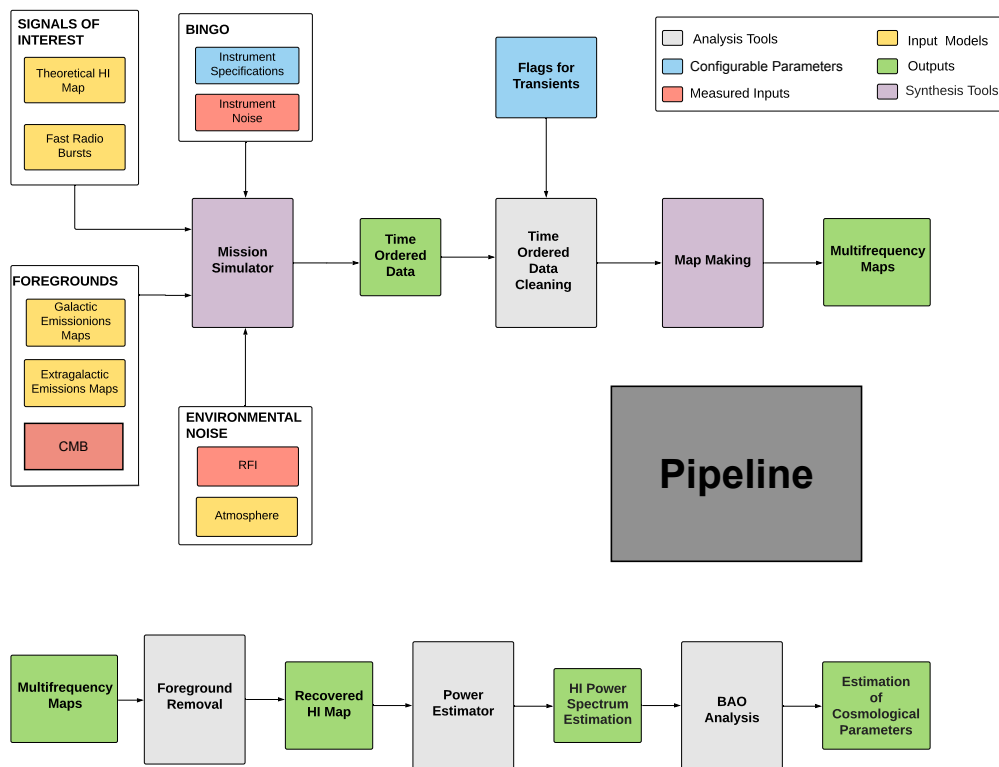 SIGNALS OF
INTEREST
Theoretical HI
Map
Fast Radio
Bursts
BINGO
Instrument
Specifications
Instrument
Noise
Flags for
Transients
Analysis Tools
Configurable Parameters
Measured Inputs
Input Models
Outputs
Synthesis Tools
Mission
Simulator
Time
Ordered
Data
Time
Ordered
Data
Cleaning
Map Making
Multifrequency
Maps
FOREGROUNDS
Galactic
Emissionions
Maps
Extragalactic
Emissions Maps
CMB
ENVIRONMENTAL
NOISE
RFI
Atmosphere
Pipeline
Multifrequency
Maps
Foreground
Removal
Recovered
HI Map
Power
Estimator
HI Power
Spectrum
Estimation
BAO
Analysis
Estimation
of
Cosmological
Parameters